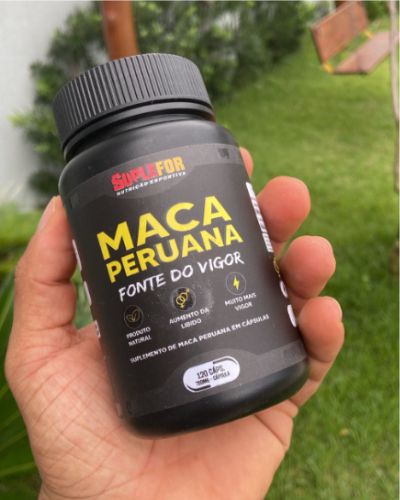 SUPLEFOR
NUTRIÇÃO ESPORTIVA
MACA
PERUANA
FONTE DO VIGOR
PRODUTO
NATURAL
AUMENTO DA
LIBIDO
MUITO MAIS
VIGOR
SUPLEMENTO DE MACA PERUANA EM CÁPSULAS
120 CÁPS.